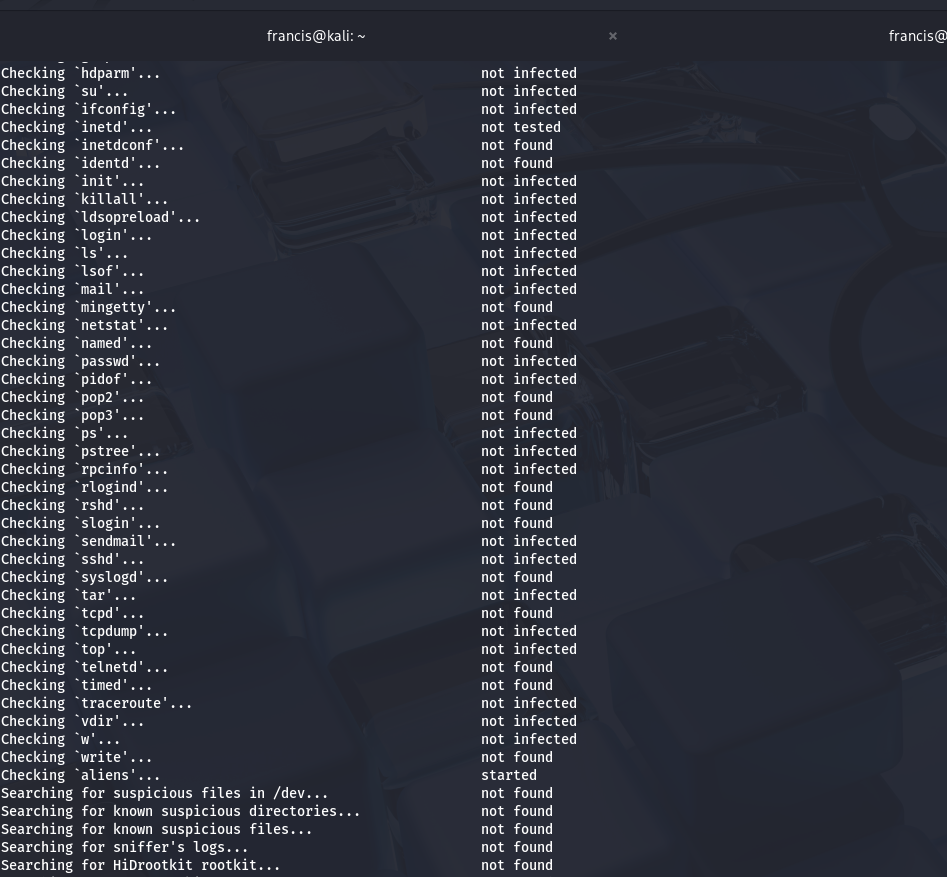 francis@kali: ~ × francis@
Checking `hdparm'... not infected
Checking `su'... not infected
Checking `ifconfig'... not infected
Checking `inetd'... not tested
Checking `inetdconf'... not found
Checking `identd'... not found
Checking `init'... not infected
Checking `killall'... not infected
Checking `ldsopreload'... not infected
Checking `login'... not infected
Checking `ls'... not infected
Checking `lsof'... not infected
Checking `mail'... not infected
Checking `mingetty'... not found
Checking `netstat'... not infected
Checking `named'... not found
Checking `passwd'... not infected
Checking `pidof'... not infected
Checking `pop2'... not found
Checking `pop3'... not found
Checking `ps'... not infected
Checking `pstree'... not infected
Checking `rpcinfo'... not infected
Checking `rlogind'... not found
Checking `rshd'... not found
Checking `slogin'... not found
Checking `sendmail'... not infected
Checking `sshd'... not infected
Checking `syslogd'... not found
Checking `tar'... not infected
Checking `tcpd'... not found
Checking `tcpdump'... not infected
Checking `top'... not infected
Checking `telnetd'... not found
Checking `timed'... not found
Checking `traceroute'... not infected
Checking `vdir'... not infected
Checking `w'... not infected
Checking `write'... not found
Checking `aliens'... started
Searching for suspicious files in /dev... not found
Searching for known suspicious directories... not found
Searching for known suspicious files... not found
Searching for sniffer's logs... not found
Searching for HiDrootkit rootkit... not found